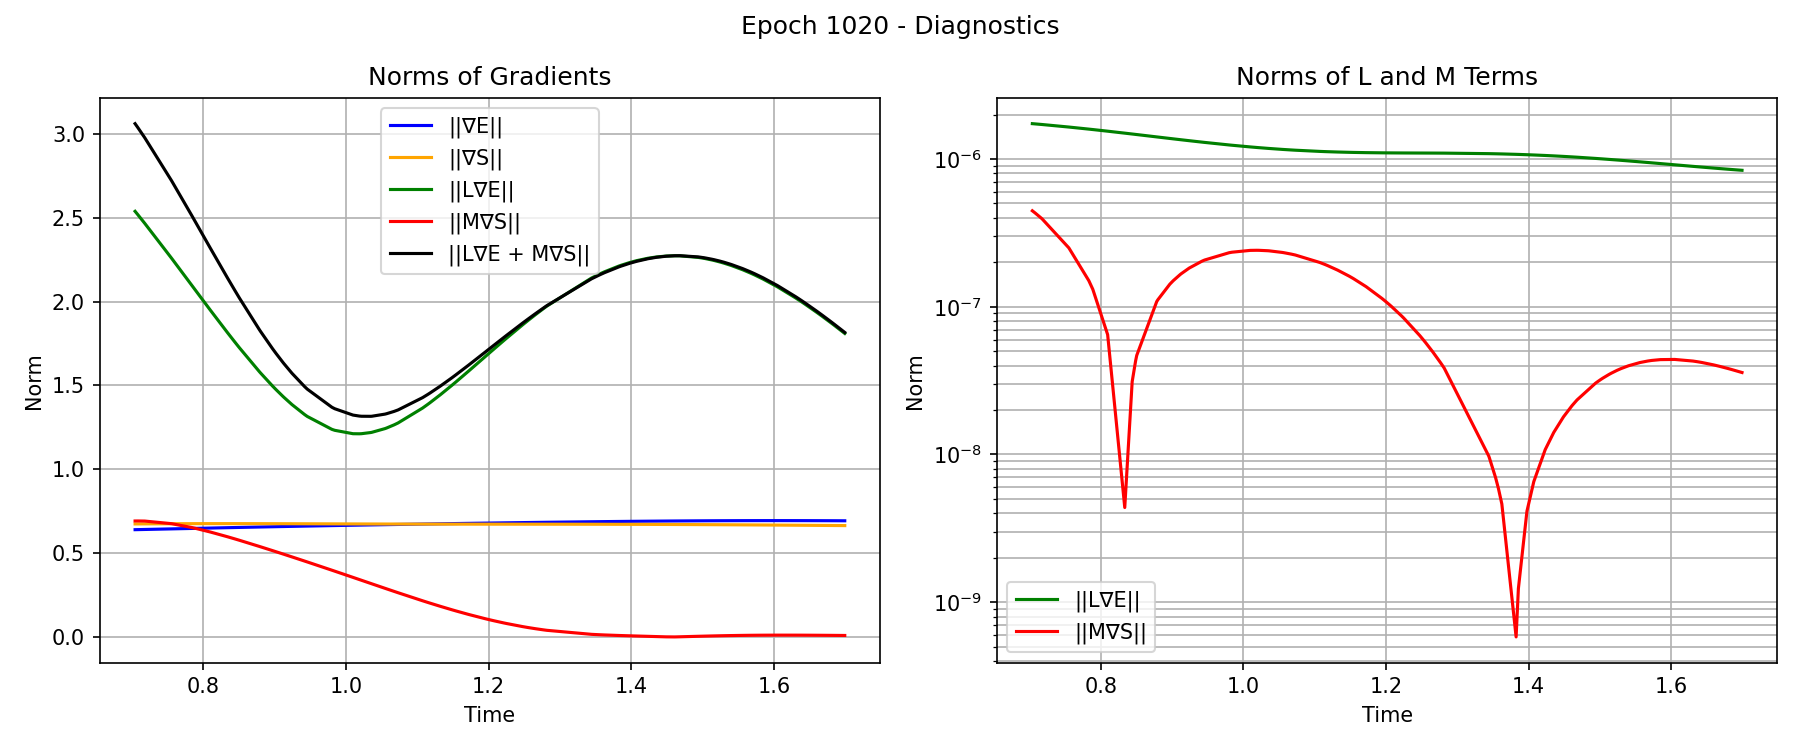 Epoch 1020 - Diagnostics
Norms of Gradients
||∇E||
||∇S||
||L∇E||
||M∇S||
||L∇E + M∇S||
3.0
2.5
2.0
1.5
1.0
0.5
0.0
Norm
0.8 1.0 1.2 1.4 1.6
Time
Norms of L and M Terms
10⁻⁶
10⁻⁷
10⁻⁸
10⁻⁹
Norm
||L∇E||
||M∇S||
0.8 1.0 1.2 1.4 1.6
Time